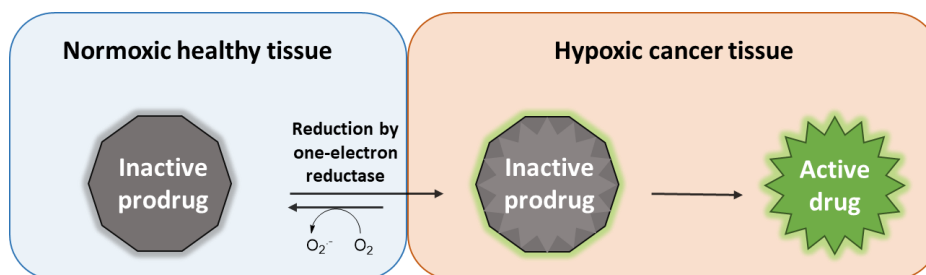 Normoxic healthy tissue
Hypoxic cancer tissue
Inactive
prodrug
Reduction by
one-electron
reductase
O₂·⁻
O₂
Inactive
prodrug
Active
drug